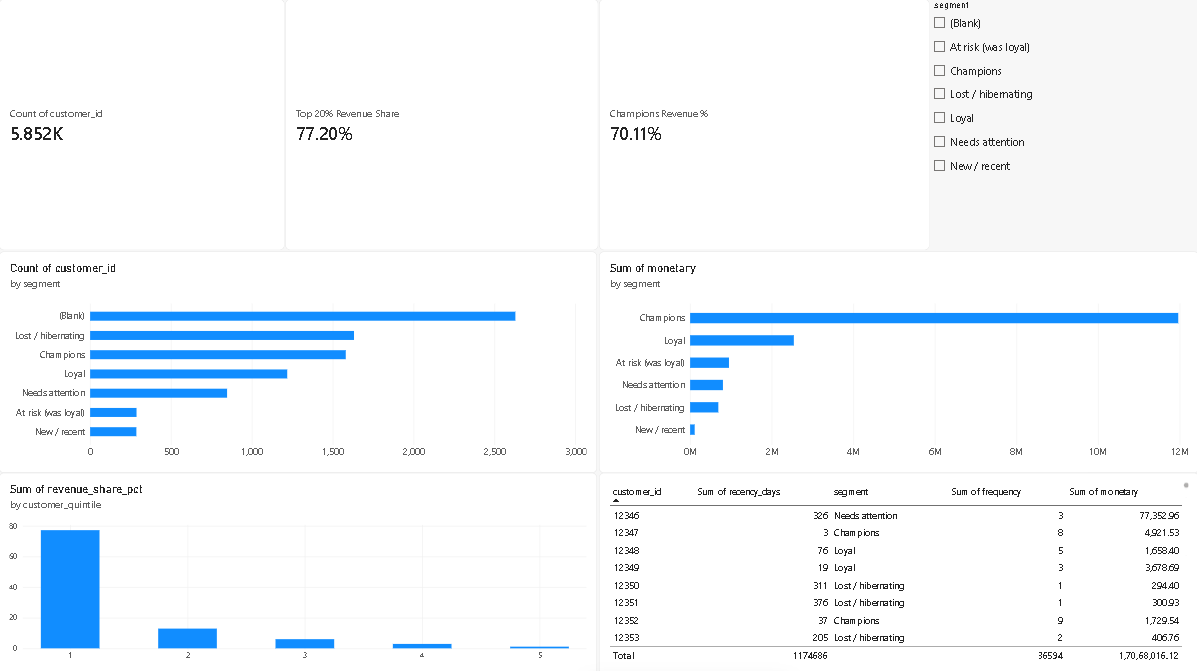 segment
(Blank)
At risk (was loyal)
Champions
Lost / hibernating
Loyal
Needs attention
New / recent
Count of customer_id
5.852K
Top 20% Revenue Share
77.20%
Champions Revenue %
70.11%
Count of customer_id
by segment
(Blank)
Lost / hibernating
Champions
Loyal
Needs attention
At risk (was loyal)
New / recent
0 500 1,000 1,500 2,000 2,500 3,000
Sum of monetary
by segment
Champions
Loyal
At risk (was loyal)
Needs attention
Lost / hibernating
New / recent
0M 2M 4M 6M 8M 10M 12M
Sum of revenue_share_pct
by customer_quintile
80
60
40
20
0
1 2 3 4 5
customer_id Sum of recency_days segment Sum of frequency Sum of monetary
12346 326 Needs attention 3 77,352.96
12347 3 Champions 8 4,921.53
12348 76 Loyal 5 1,658.40
12349 19 Loyal 3 3,678.69
12350 311 Lost / hibernating 1 294.40
12351 376 Lost / hibernating 1 300.93
12352 37 Champions 9 1,729.54
12353 205 Lost / hibernating 2 406.76
Total 1174686 36594 1,70,68,016.12